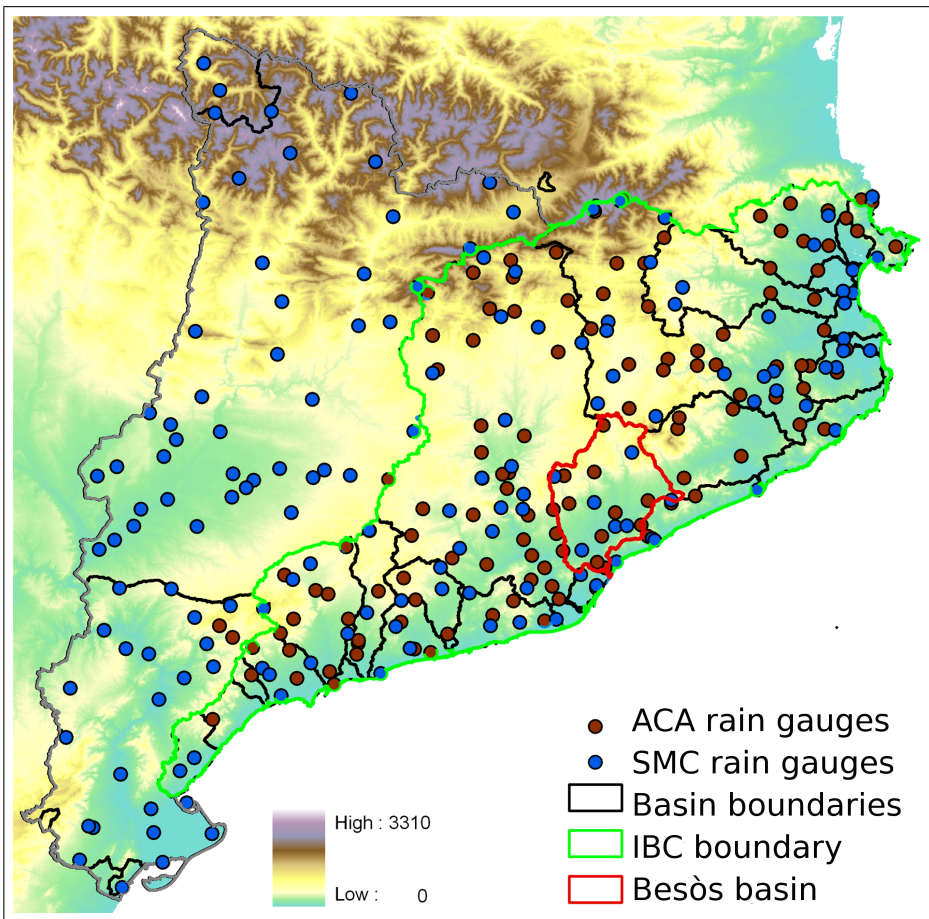 ACA rain gauges
SMC rain gauges
Basin boundaries
IBC boundary
Besòs basin
High : 3310
Low : 0